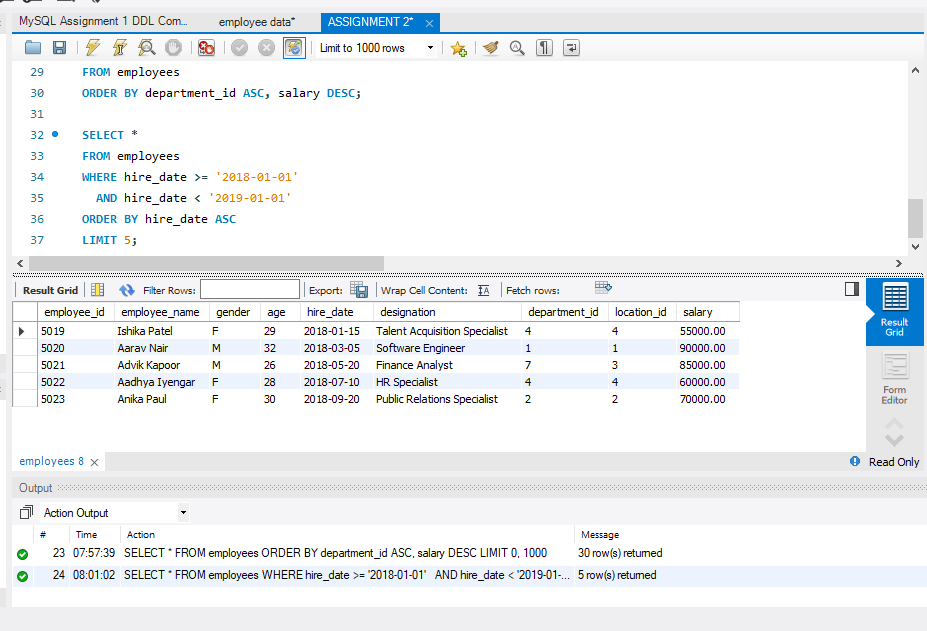 MySQL Assignment 1 DDL Com... employee data* ASSIGNMENT 2*
Limit to 1000 rows
29 FROM employees
30 ORDER BY department_id ASC, salary DESC;
31
32 SELECT *
33 FROM employees
34 WHERE hire_date >= '2018-01-01'
35 AND hire_date < '2019-01-01'
36 ORDER BY hire_date ASC
37 LIMIT 5;
Result Grid Filter Rows: Export: Wrap Cell Content: Fetch rows:
employee_id employee_name gender age hire_date designation department_id location_id salary
5019 Ishika Patel F 29 2018-01-15 Talent Acquisition Specialist 4 4 55000.00
5020 Aarav Nair M 32 2018-03-05 Software Engineer 1 1 90000.00
5021 Advik Kapoor M 26 2018-05-20 Finance Analyst 7 3 85000.00
5022 Aadhya Iyengar F 28 2018-07-10 HR Specialist 4 4 60000.00
5023 Anika Paul F 30 2018-09-20 Public Relations Specialist 2 2 70000.00
Result
Grid
Form
Editor
employees 8 Read Only
Output
Action Output
# Time Action Message
23 07:57:39 SELECT * FROM employees ORDER BY department_id ASC, salary DESC LIMIT 0, 1000 30 row(s) returned
24 08:01:02 SELECT * FROM employees WHERE hire_date >= '2018-01-01' AND hire_date < '2019-01-... 5 row(s) returned